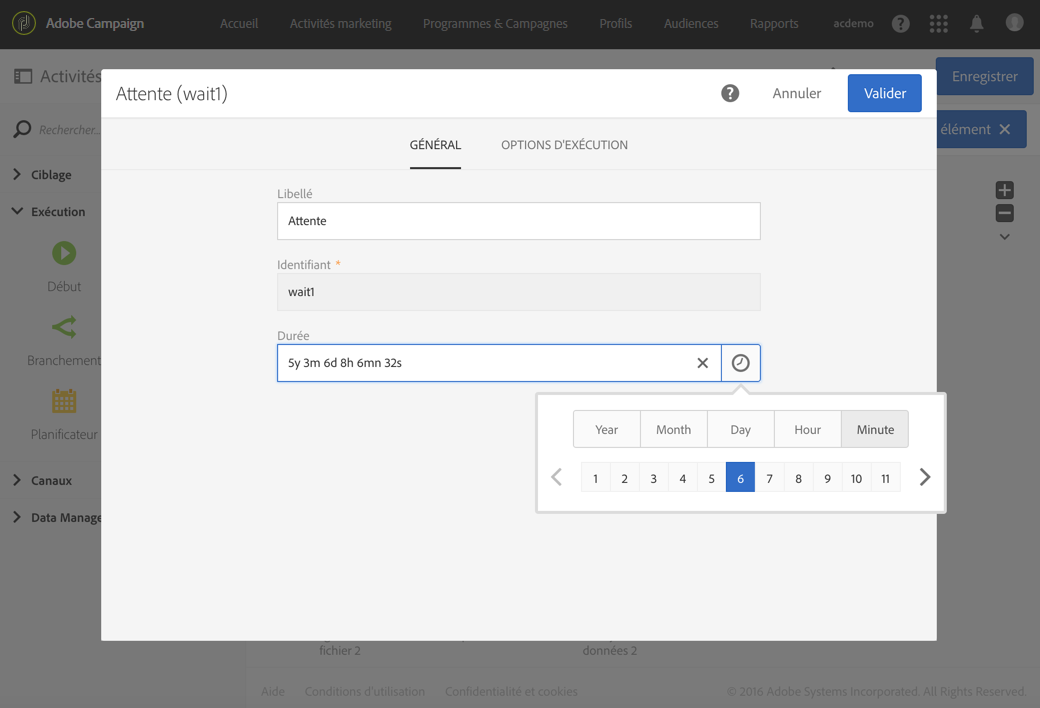 Adobe Campaign
Accueil
Activités marketing
Programmes & Campagnes
Profils
Audiences
Rapports
acdemo
?
Activités
Enregistrer
Attente (wait1)
?
Annuler
Valider
Rechercher...
élément
GÉNÉRAL
OPTIONS D'EXÉCUTION
Ciblage
Exécution
Début
Branchement
Planificateur
Canaux
Data Manage
Libellé
Attente
Identifiant *
wait1
Durée
5y 3m 6d 8h 6mn 32s
Year
Month
Day
Hour
Minute
1 2 3 4 5 6 7 8 9 10 11
fichier 2
données 2
Aide
Conditions d'utilisation
Confidentialité et cookies
© 2016 Adobe Systems Incorporated. All Rights Reserved.